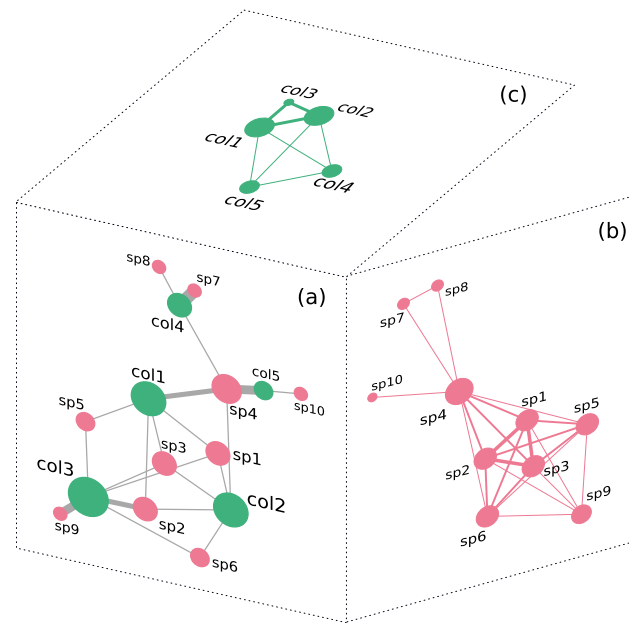 (c)
col3
col2
col1
col4
col5
(a)
sp8
sp7
col4
col1
col5
sp4
sp10
sp5
sp3
sp1
col3
col2
sp9
sp2
sp6
(b)
sp8
sp7
sp10
sp4
sp1
sp5
sp2
sp3
sp9
sp6